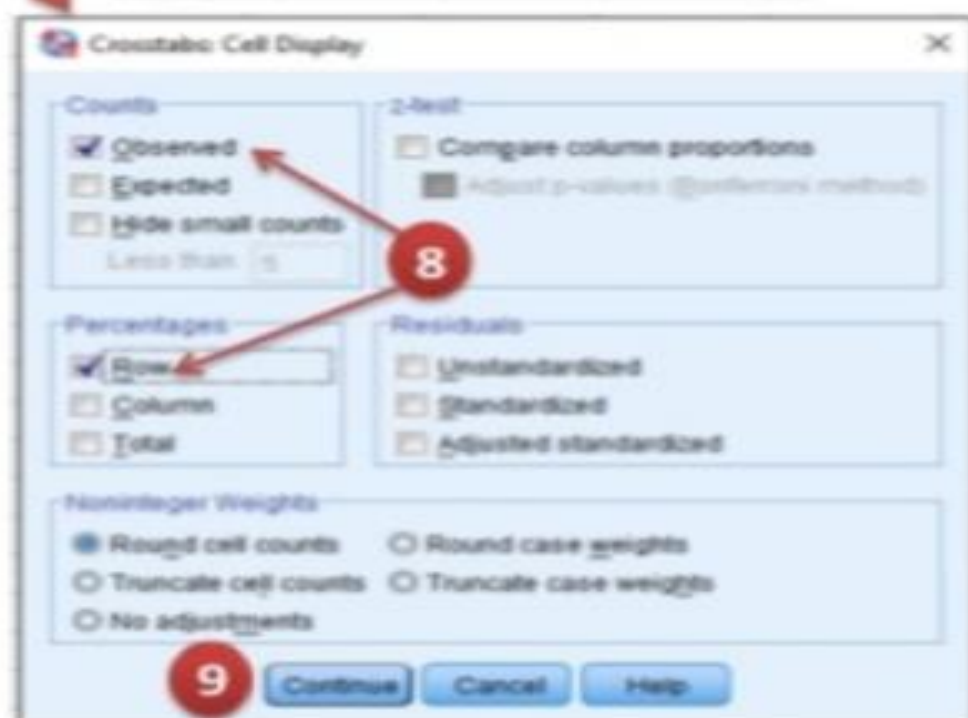 Crosstabs: Cell Display
Counts
Observed
Expected
Hide small counts
Less than 5
z-test
Compare column proportions
Adjust p-values (Bonferroni method)
8
Percentages
Row
Column
Total
Residuals
Unstandardized
Standardized
Adjusted standardized
Noninteger Weights
Round cell counts Round case weights
Truncate cell counts Truncate case weights
No adjustments
9
Continue Cancel Help